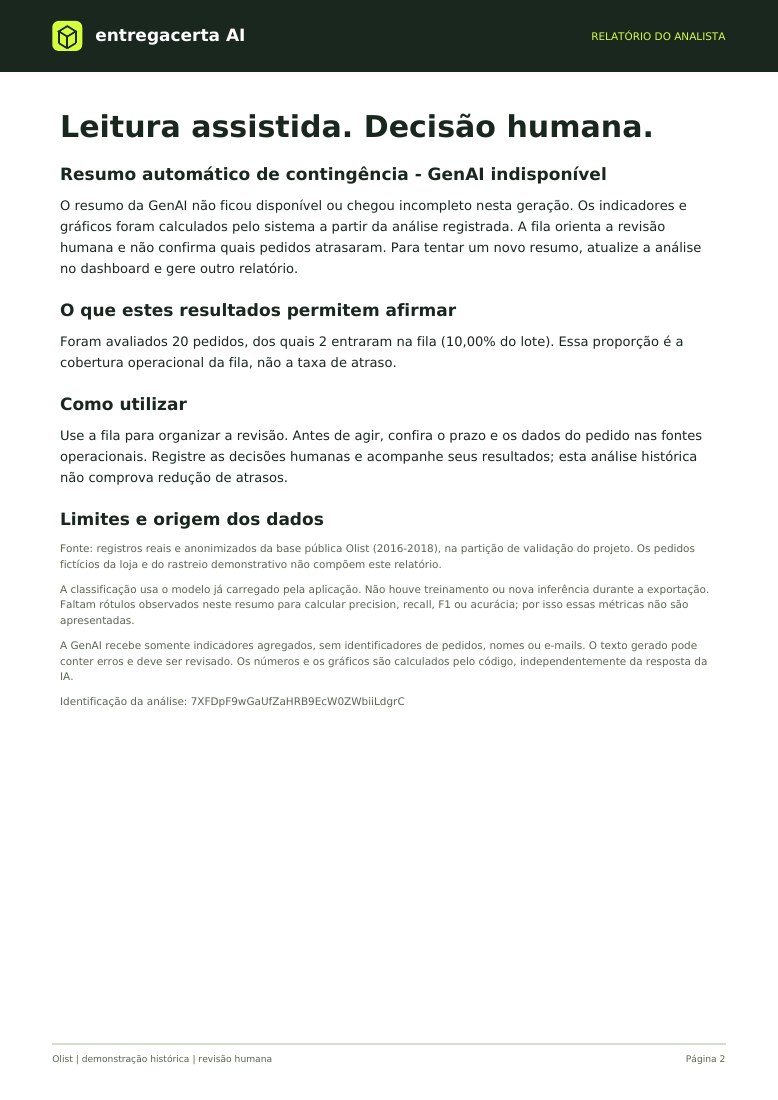 entregacerta AI
RELATÓRIO DO ANALISTA
Leitura assistida. Decisão humana.
Resumo automático de contingência - GenAI indisponível
O resumo da GenAI não ficou disponível ou chegou incompleto nesta geração. Os indicadores e
gráficos foram calculados pelo sistema a partir da análise registrada. A fila orienta a revisão
humana e não confirma quais pedidos atrasaram. Para tentar um novo resumo, atualize a análise
no dashboard e gere outro relatório.
O que estes resultados permitem afirmar
Foram avaliados 20 pedidos, dos quais 2 entraram na fila (10,00% do lote). Essa proporção é a
cobertura operacional da fila, não a taxa de atraso.
Como utilizar
Use a fila para organizar a revisão. Antes de agir, confira o prazo e os dados do pedido nas fontes
operacionais. Registre as decisões humanas e acompanhe seus resultados; esta análise histórica
não comprova redução de atrasos.
Limites e origem dos dados
Fonte: registros reais e anonimizados da base pública Olist (2016-2018), na partição de validação do projeto. Os pedidos
fictícios da loja e do rastreio demonstrativo não compõem este relatório.
A classificação usa o modelo já carregado pela aplicação. Não houve treinamento ou nova inferência durante a exportação.
Faltam rótulos observados neste resumo para calcular precision, recall, F1 ou acurácia; por isso essas métricas não são
apresentadas.
A GenAI recebe somente indicadores agregados, sem identificadores de pedidos, nomes ou e-mails. O texto gerado pode
conter erros e deve ser revisado. Os números e os gráficos são calculados pelo código, independentemente da resposta da
IA.
Identificação da análise: 7XFDpF9wGaUfZaHRB9EcW0ZWbiiLdgrC
Olist | demonstração histórica | revisão humana
Página 2